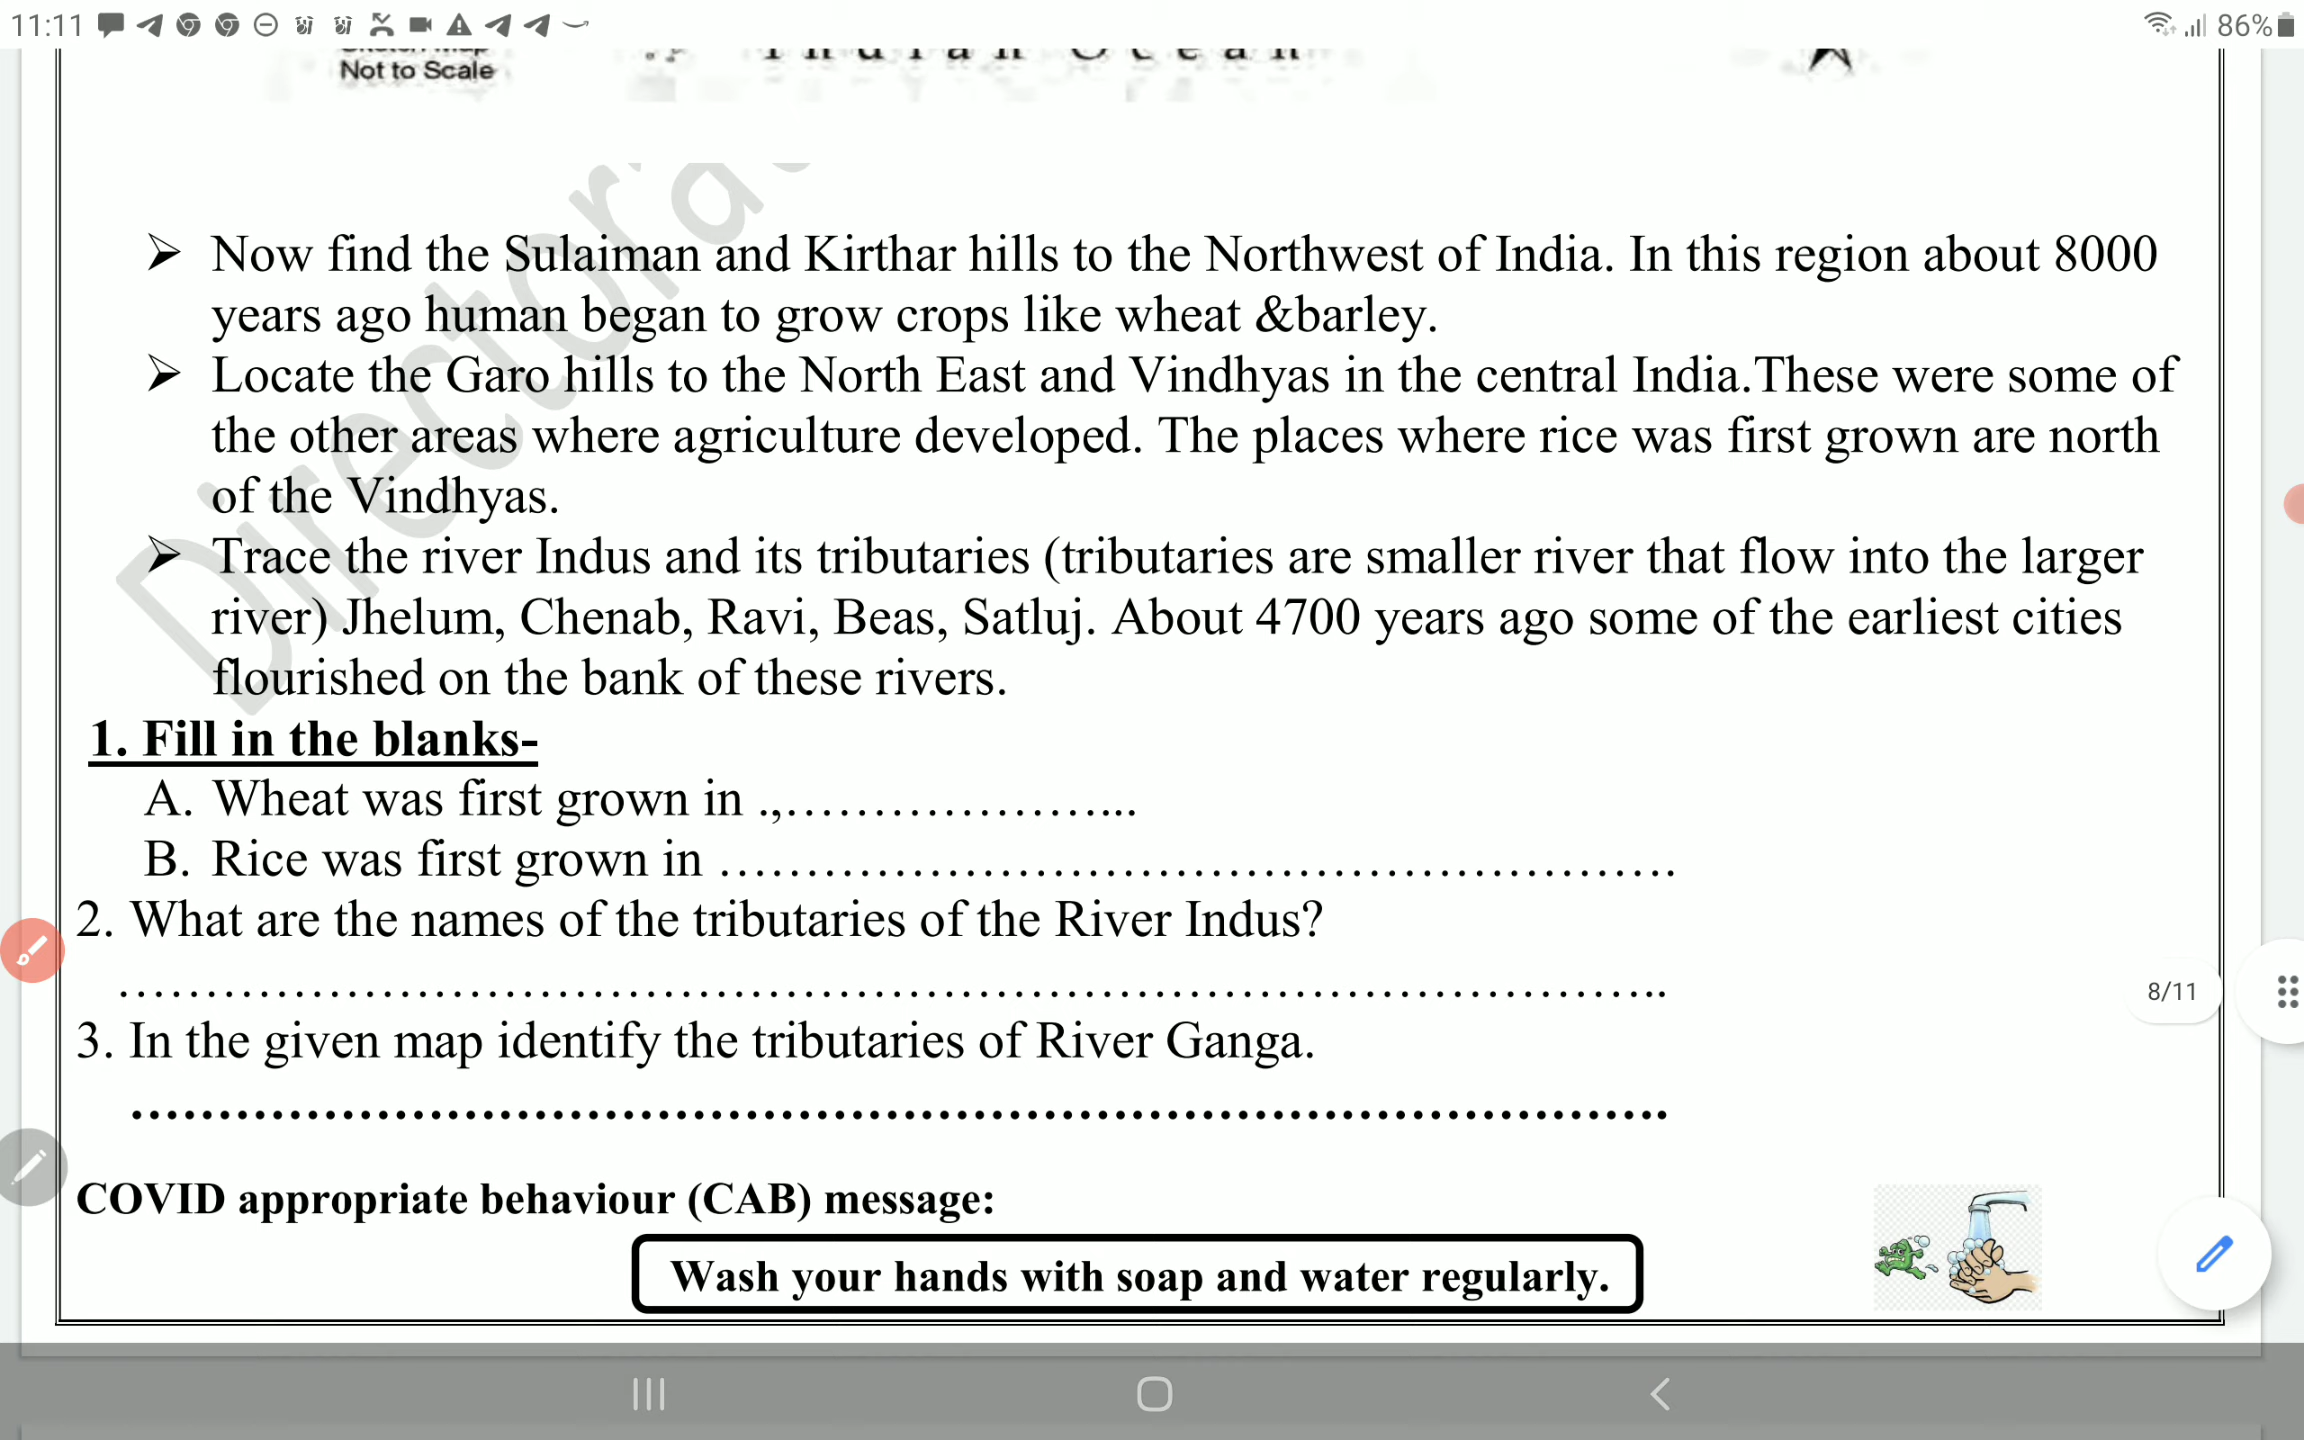 11:11
86%
Not to Scale
Indian Ocean
➢ Now find the Sulaiman and Kirthar hills to the Northwest of India. In this region about 8000
years ago human began to grow crops like wheat &barley.
➢ Locate the Garo hills to the North East and Vindhyas in the central India.These were some of
the other areas where agriculture developed. The places where rice was first grown are north
of the Vindhyas.
➢ Trace the river Indus and its tributaries (tributaries are smaller river that flow into the larger
river) Jhelum, Chenab, Ravi, Beas, Satluj. About 4700 years ago some of the earliest cities
flourished on the bank of these rivers.
1. Fill in the blanks-
A. Wheat was first grown in .,…………………...
B. Rice was first grown in ……………………………………………….
2. What are the names of the tributaries of the River Indus?
……………………………………………………………………………..
3. In the given map identify the tributaries of River Ganga.
……………………………………………………………………………..
8/11
COVID appropriate behaviour (CAB) message:
Wash your hands with soap and water regularly.